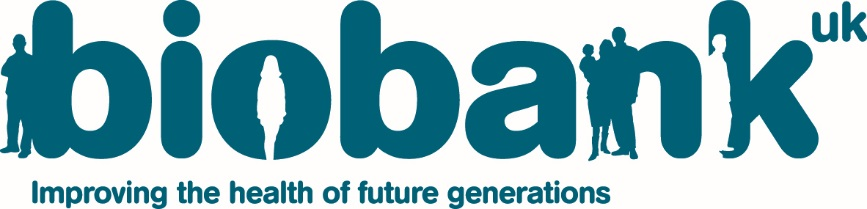 biobank uk
Improving the health of future generations